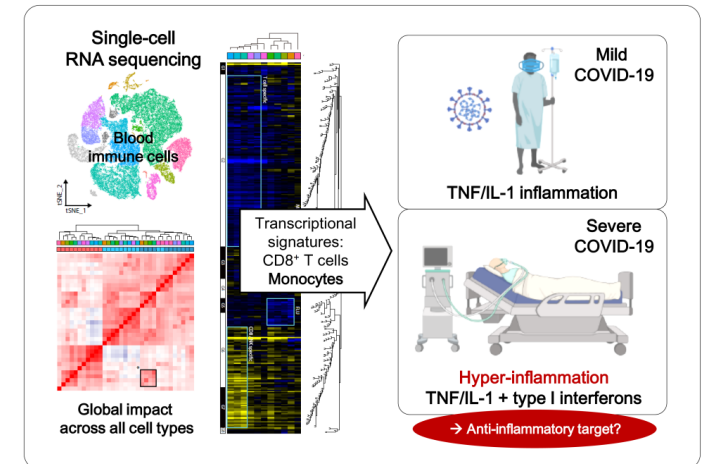 Single-cell
RNA sequencing
Blood
immune cells
tSNE_2
tSNE_1
Global impact
across all cell types
Transcriptional
signatures:
CD8⁺ T cells
Monocytes
Mild
COVID-19
TNF/IL-1 inflammation
Severe
COVID-19
Hyper-inflammation
TNF/IL-1 + type I interferons
→ Anti-inflammatory target?